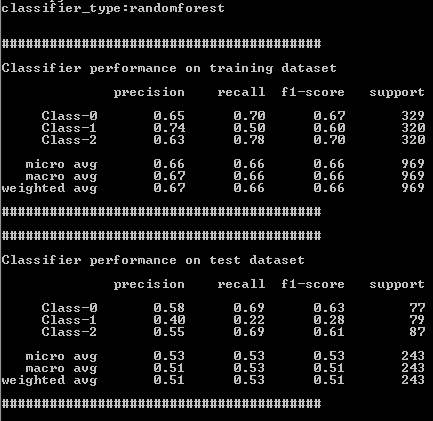 classifier_type:randomforest
########################################
Classifier performance on training dataset
precision recall f1-score support
Class-0 0.65 0.70 0.67 329
Class-1 0.74 0.50 0.60 320
Class-2 0.63 0.78 0.70 320
micro avg 0.66 0.66 0.66 969
macro avg 0.67 0.66 0.66 969
weighted avg 0.67 0.66 0.66 969
########################################
########################################
Classifier performance on test dataset
precision recall f1-score support
Class-0 0.58 0.69 0.63 77
Class-1 0.40 0.22 0.28 79
Class-2 0.55 0.69 0.61 87
micro avg 0.53 0.53 0.53 243
macro avg 0.51 0.53 0.51 243
weighted avg 0.51 0.53 0.51 243
########################################